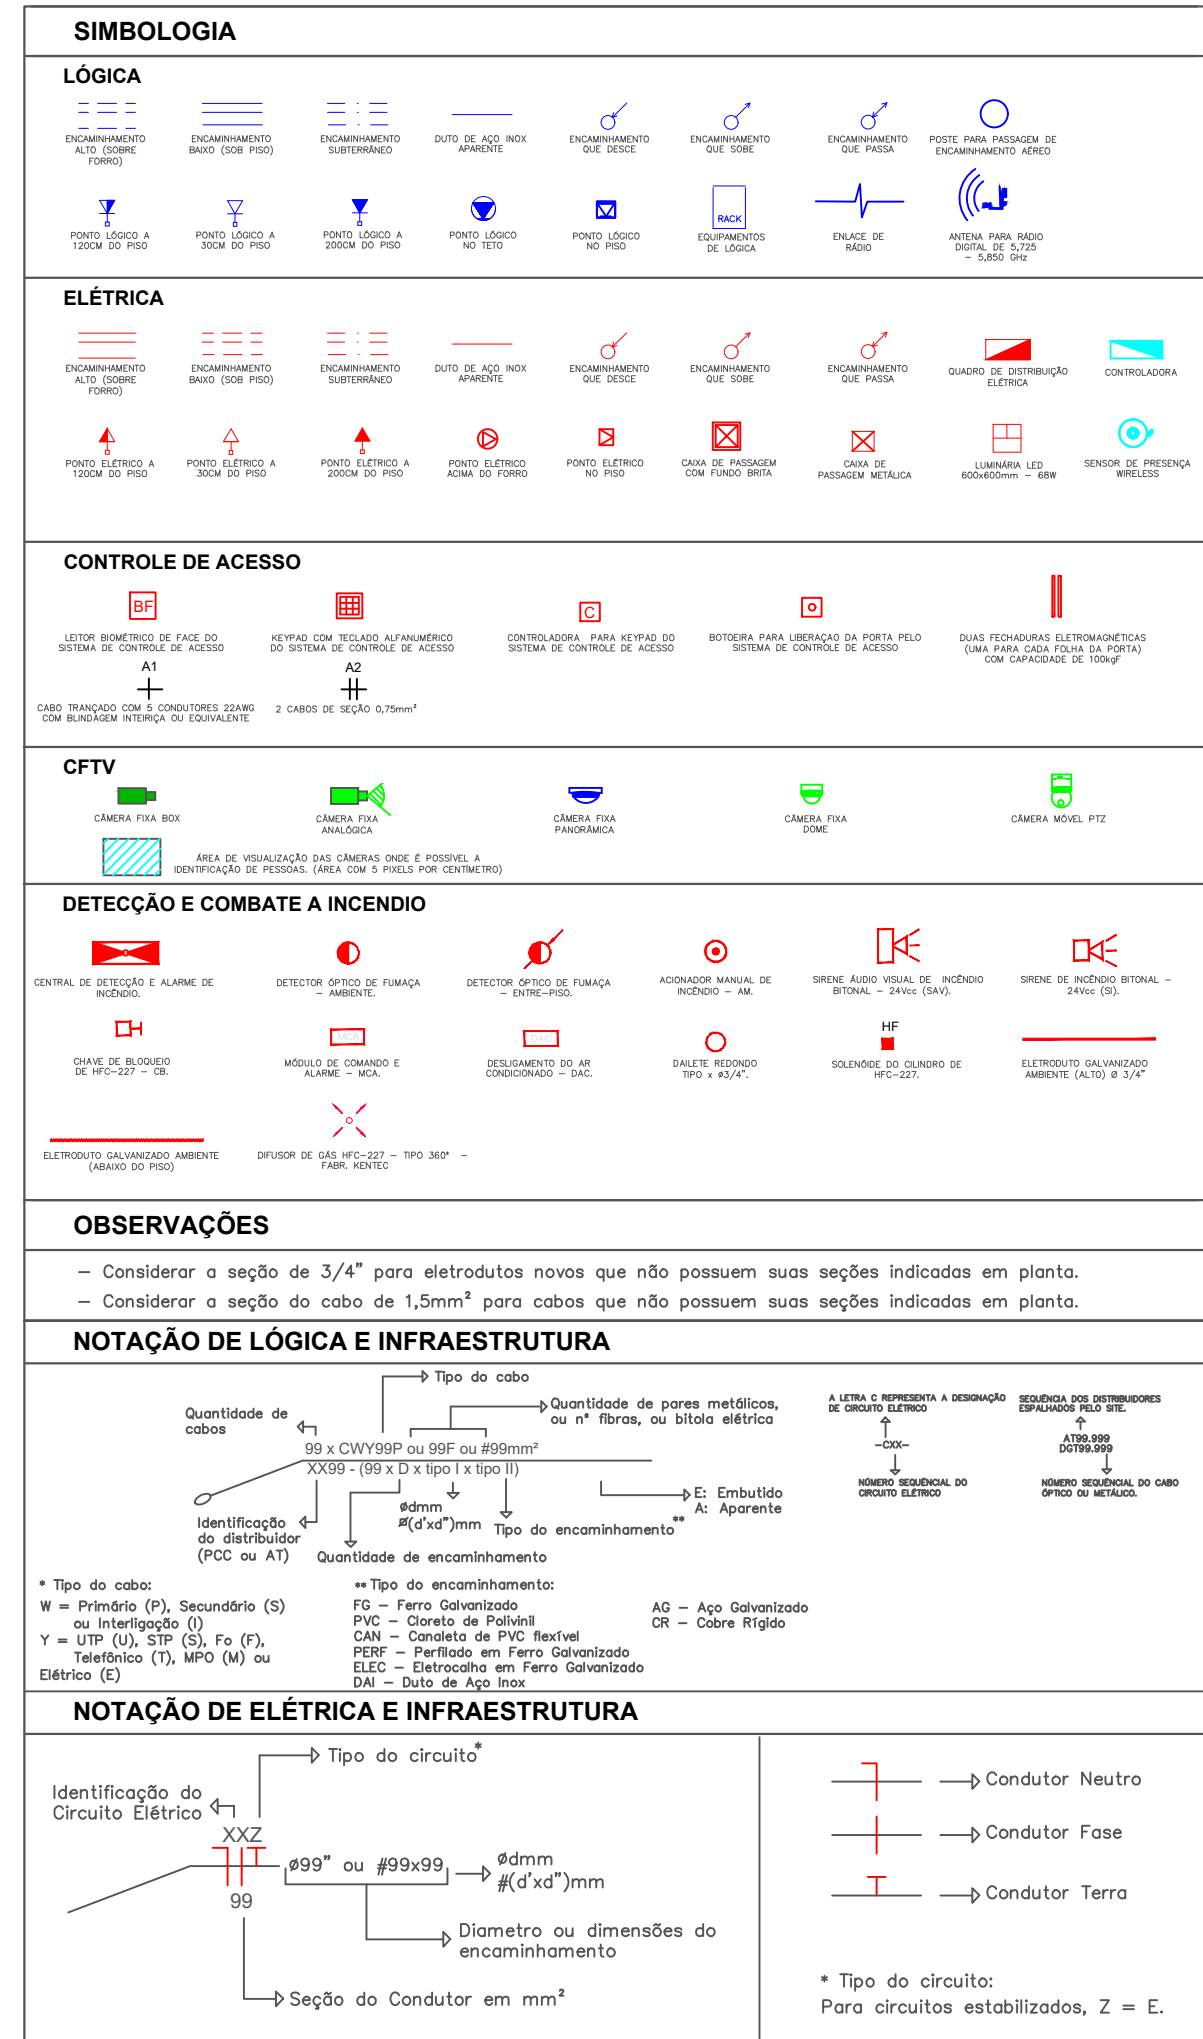 SIMBOLOGIA
LÓGICA
ENCAMINHAMENTO
ALTO (SOBRE
FORRO)
ENCAMINHAMENTO
BAIXO (SOB PISO)
ENCAMINHAMENTO
SUBTERRÂNEO
DUTO DE AÇO INOX
APARENTE
ENCAMINHAMENTO
QUE DESCE
ENCAMINHAMENTO
QUE SOBE
ENCAMINHAMENTO
QUE PASSA
POSTE PARA PASSAGEM DE
ENCAMINHAMENTO AÉREO
PONTO LÓGICO A
120CM DO PISO
PONTO LÓGICO A
30CM DO PISO
PONTO LÓGICO A
200CM DO PISO
PONTO LÓGICO
NO TETO
PONTO LÓGICO
NO PISO
RACK
EQUIPAMENTOS
DE LÓGICA
ENLACE DE
RÁDIO
ANTENA PARA RÁDIO
DIGITAL DE 5,725
– 5,850 GHz
ELÉTRICA
ENCAMINHAMENTO
ALTO (SOBRE
FORRO)
ENCAMINHAMENTO
BAIXO (SOB PISO)
ENCAMINHAMENTO
SUBTERRÂNEO
DUTO DE AÇO INOX
APARENTE
ENCAMINHAMENTO
QUE DESCE
ENCAMINHAMENTO
QUE SOBE
ENCAMINHAMENTO
QUE PASSA
QUADRO DE DISTRIBUIÇÃO
ELÉTRICA
CONTROLADORA
PONTO ELÉTRICO A
120CM DO PISO
PONTO ELÉTRICO A
30CM DO PISO
PONTO ELÉTRICO A
200CM DO PISO
PONTO ELÉTRICO
ACIMA DO FORRO
PONTO ELÉTRICO
NO PISO
CAIXA DE PASSAGEM
COM FUNDO BRITA
CAIXA DE
PASSAGEM METÁLICA
LUMINÁRIA LED
600x600mm – 68W
SENSOR DE PRESENÇA
WIRELESS
CONTROLE DE ACESSO
BF
LEITOR BIOMÉTRICO DE FACE DO
SISTEMA DE CONTROLE DE ACESSO
KEYPAD COM TECLADO ALFANUMÉRICO
DO SISTEMA DE CONTROLE DE ACESSO
C
CONTROLADORA PARA KEYPAD DO
SISTEMA DE CONTROLE DE ACESSO
BOTOEIRA PARA LIBERAÇAO DA PORTA PELO
SISTEMA DE CONTROLE DE ACESSO
DUAS FECHADURAS ELETROMAGNÉTICAS
(UMA PARA CADA FOLHA DA PORTA)
COM CAPACIDADE DE 100kgF
A1
CABO TRANÇADO COM 5 CONDUTORES 22AWG
COM BLINDAGEM INTEIRIÇA OU EQUIVALENTE
A2
2 CABOS DE SEÇÃO 0,75mm²
CFTV
CÂMERA FIXA BOX
CÂMERA FIXA
ANALÓGICA
CÂMERA FIXA
PANORÂMICA
CÂMERA FIXA
DOME
CÂMERA MÓVEL PTZ
ÁREA DE VISUALIZAÇÃO DAS CÂMERAS ONDE É POSSÍVEL A
IDENTIFICAÇÃO DE PESSOAS. (ÁREA COM 5 PIXELS POR CENTÍMETRO)
DETECÇÃO E COMBATE A INCENDIO
CENTRAL DE DETECÇÃO E ALARME DE
INCÊNDIO.
DETECTOR ÓPTICO DE FUMAÇA
– AMBIENTE.
DETECTOR ÓPTICO DE FUMAÇA
– ENTRE–PISO.
ACIONADOR MANUAL DE
INCÊNDIO – AM.
SIRENE ÁUDIO VISUAL DE INCÊNDIO
BITONAL – 24Vcc (SAV).
SIRENE DE INCÊNDIO BITONAL –
24Vcc (SI).
CHAVE DE BLOQUEIO
DE HFC–227 – CB.
MCA
MÓDULO DE COMANDO E
ALARME – MCA.
DAC
DESLIGAMENTO DO AR
CONDICIONADO – DAC.
DAILETE REDONDO
TIPO x ø3/4".
HF
SOLENÓIDE DO CILINDRO DE
HFC–227.
ELETRODUTO GALVANIZADO
AMBIENTE (ALTO) Ø 3/4"
ELETRODUTO GALVANIZADO AMBIENTE
(ABAIXO DO PISO)
DIFUSOR DE GÁS HFC–227 – TIPO 360° –
FABR. KENTEC
OBSERVAÇÕES
– Considerar a seção de 3/4" para eletrodutos novos que não possuem suas seções indicadas em planta.
– Considerar a seção do cabo de 1,5mm² para cabos que não possuem suas seções indicadas em planta.
NOTAÇÃO DE LÓGICA E INFRAESTRUTURA
Tipo do cabo
Quantidade de
cabos
Quantidade de pares metálicos,
ou nª fibras, ou bitola elétrica
99 x CWY99P ou 99F ou #99mm²
XX99 - (99 x D x tipo I x tipo II)
Identificação
do distribuidor
(PCC ou AT)
Quantidade de encaminhamento
ødmm
⌀(d'xd")mm
Tipo do encaminhamento**
E: Embutido
A: Aparente
A LETRA C REPRESENTA A DESIGNAÇÃO
DE CIRCUITO ELÉTRICO
–CXX–
NÚMERO SEQUÊNCIAL DO
CIRCUITO ELÉTRICO
SEQUÊNCIA DOS DISTRIBUIDORES
ESPALHADOS PELO SITE.
AT99.999
DGT99.999
NÚMERO SEQUÊNCIAL DO CABO
ÓPTICO OU METÁLICO.
* Tipo do cabo:
W = Primário (P), Secundário (S)
ou Interligação (I)
Y = UTP (U), STP (S), Fo (F),
Telefônico (T), MPO (M) ou
Elétrico (E)
** Tipo do encaminhamento:
FG – Ferro Galvanizado
PVC – Cloreto de Polivinil
CAN – Canaleta de PVC flexível
PERF – Perfilado em Ferro Galvanizado
ELEC – Eletrocalha em Ferro Galvanizado
DAI – Duto de Aço Inox
AG – Aço Galvanizado
CR – Cobre Rígido
NOTAÇÃO DE ELÉTRICA E INFRAESTRUTURA
Tipo do circuito*
Identificação do
Circuito Elétrico
XXZ
99
ø99" ou #99x99
ødmm
#(d'xd")mm
Diametro ou dimensões do
encaminhamento
Seção do Condutor em mm²
Condutor Neutro
Condutor Fase
Condutor Terra
* Tipo do circuito:
Para circuitos estabilizados, Z = E.